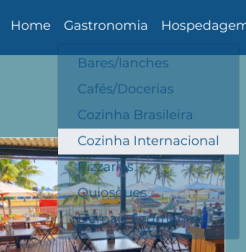 Home Gastronomia Hospedagem
Bares/lanches
Cafés/Docerias
Cozinha Brasileira
Cozinha Internacional
Pizzarias
Quiosques